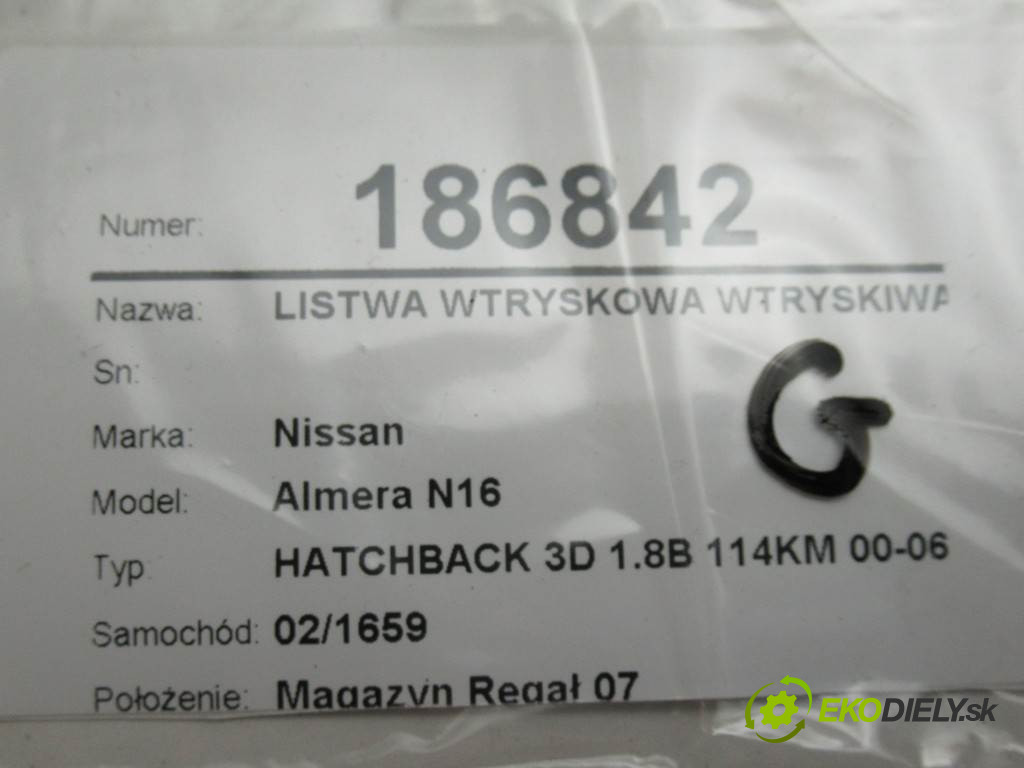 Numer: 186842
Nazwa: LISTWA WTRYSKOWA WTRYSKIWA
Sn:
Marka: Nissan
G
Model: Almera N16
Typ HATCHBACK 3D 1.8B 114KM 00-06
Samochód: 02/1659
Położenie: Magazyn Regał 07
EKODIELY.sk